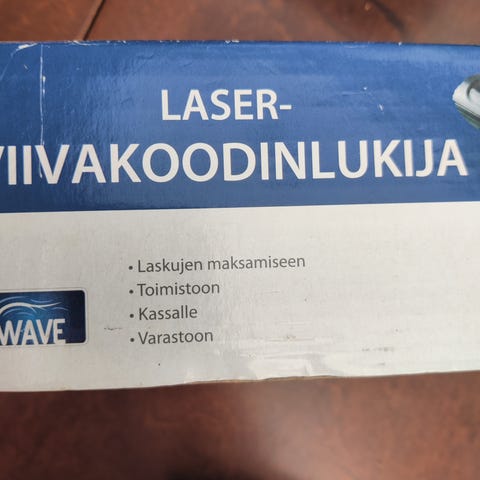 LASER-
VIIVAKOODINLUKIJA
• Laskujen maksamiseen
• Toimistoon
• Kassalle
• Varastoon
WAVE